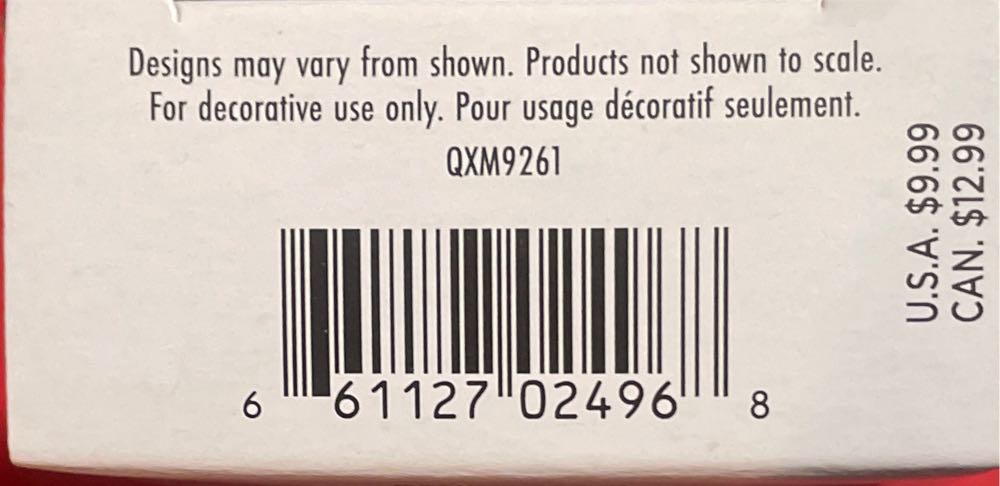 Designs may vary from shown. Products not shown to scale.
For decorative use only. Pour usage décoratif seulement.
QXM9261
6 61127 02496 8
U.S.A. $9.99
CAN. $12.99